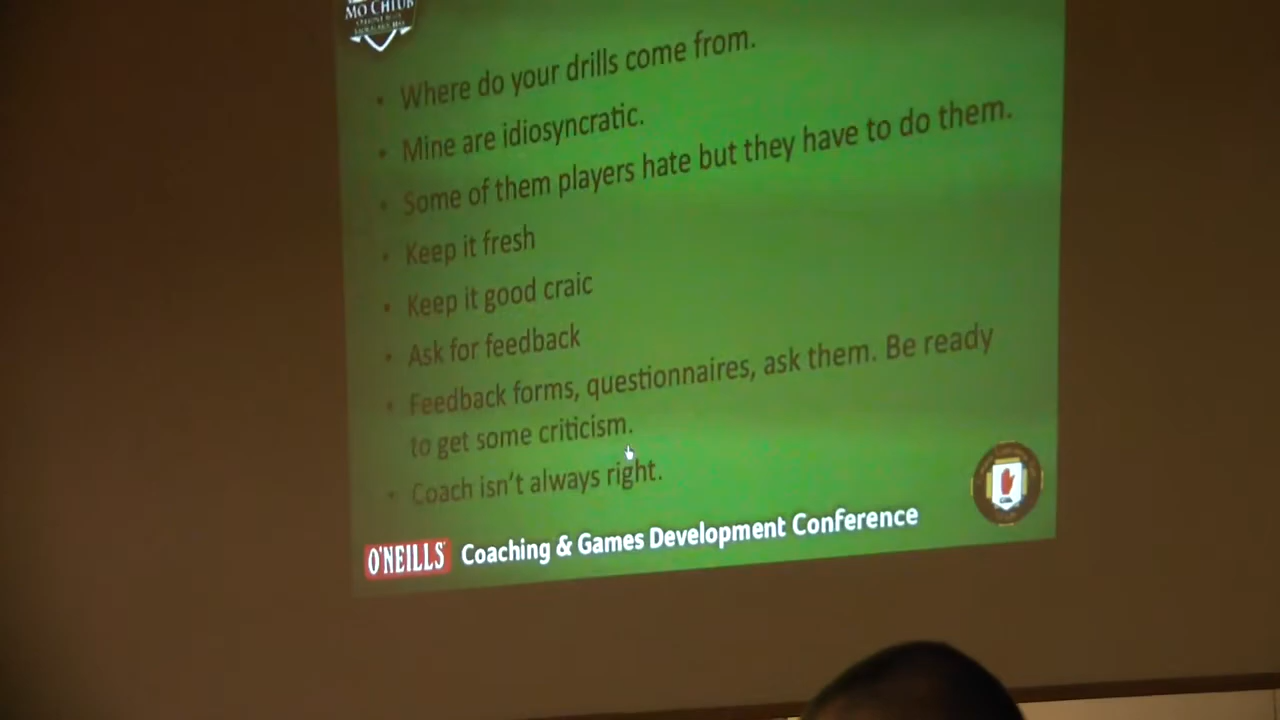 MO CHLUB
• Where do your drills come from.
• Mine are idiosyncratic.
• Some of them players hate but they have to do them.
• Keep it fresh
• Keep it good craic
• Ask for feedback
• Feedback forms, questionnaires, ask them. Be ready
to get some criticism.
• Coach isn't always right.
O'NEILLS Coaching & Games Development Conference